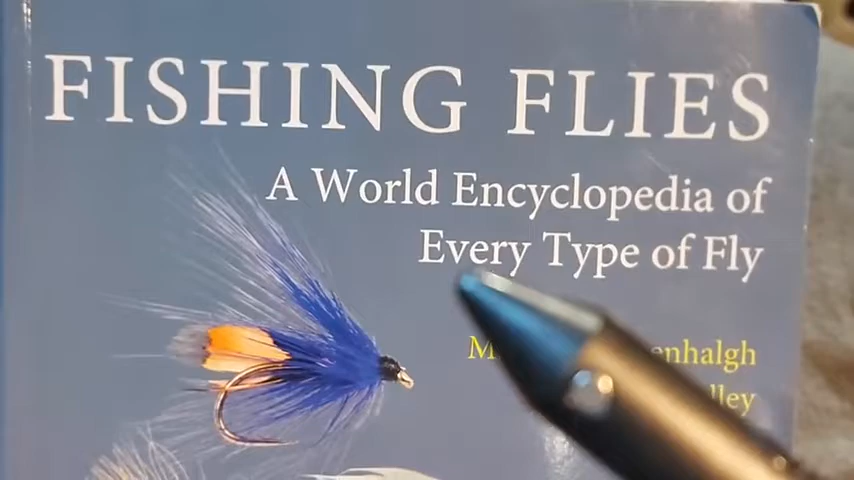 FISHING FLIES
A World Encyclopedia of
Every Type of Fly